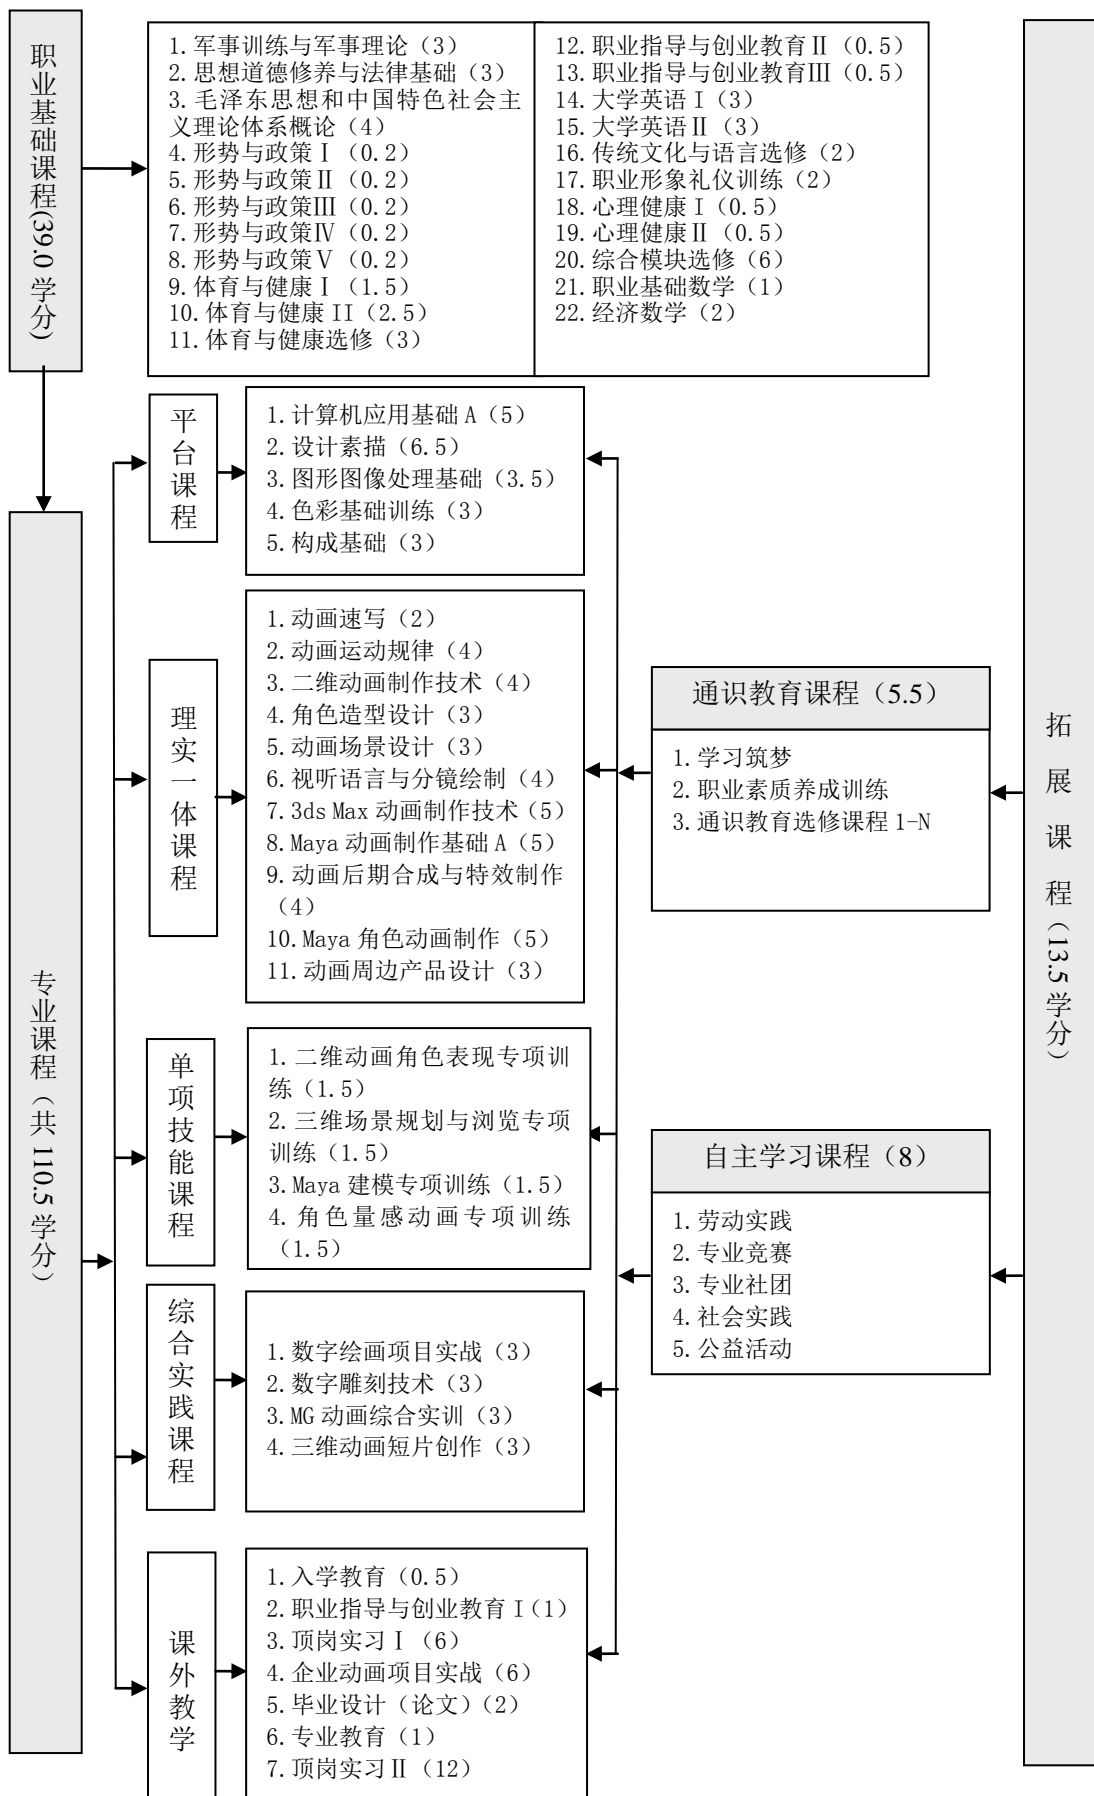 职业基础课程(39.0 学分)
1.军事训练与军事理论（3）
2.思想道德修养与法律基础（3）
3.毛泽东思想和中国特色社会主
义理论体系概论（4）
4.形势与政策Ⅰ（0.2）
5.形势与政策Ⅱ（0.2）
6.形势与政策Ⅲ（0.2）
7.形势与政策Ⅳ（0.2）
8.形势与政策Ⅴ（0.2）
9.体育与健康Ⅰ（1.5）
10.体育与健康 II（2.5）
11.体育与健康选修（3）
12.职业指导与创业教育Ⅱ（0.5）
13.职业指导与创业教育Ⅲ（0.5）
14.大学英语Ⅰ（3）
15.大学英语Ⅱ（3）
16.传统文化与语言选修（2）
17.职业形象礼仪训练（2）
18.心理健康Ⅰ（0.5）
19.心理健康Ⅱ（0.5）
20.综合模块选修（6）
21.职业基础数学（1）
22.经济数学（2）
专业课程（共 110.5 学分）
平台课程
1.计算机应用基础 A（5）
2.设计素描（6.5）
3.图形图像处理基础（3.5）
4.色彩基础训练（3）
5.构成基础（3）
理实一体课程
1.动画速写（2）
2.动画运动规律（4）
3.二维动画制作技术（4）
4.角色造型设计（3）
5.动画场景设计（3）
6.视听语言与分镜绘制（4）
7.3ds Max 动画制作技术（5）
8.Maya 动画制作基础 A（5）
9.动画后期合成与特效制作
（4）
10.Maya 角色动画制作（5）
11.动画周边产品设计（3）
单项技能课程
1.二维动画角色表现专项训
练（1.5）
2.三维场景规划与浏览专项
训练（1.5）
3.Maya 建模专项训练（1.5）
4.角色量感动画专项训练
（1.5）
综合实践课程
1.数字绘画项目实战（3）
2.数字雕刻技术（3）
3.MG 动画综合实训（3）
4.三维动画短片创作（3）
课外教学
1.入学教育（0.5）
2.职业指导与创业教育Ⅰ(1）
3.顶岗实习Ⅰ（6）
4.企业动画项目实战（6）
5.毕业设计（论文）（2）
6.专业教育（1）
7.顶岗实习Ⅱ（12）
通识教育课程（5.5）
1.学习筑梦
2.职业素质养成训练
3.通识教育选修课程 1-N
自主学习课程（8）
1.劳动实践
2.专业竞赛
3.专业社团
4.社会实践
5.公益活动
拓展课程（13.5 学分）